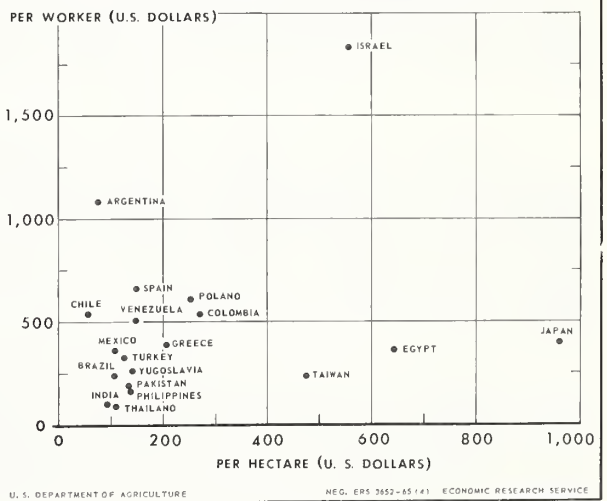 PER WORKER (U.S. DOLLARS)
ISRAEL
1,500
ARGENTINA
1,000
SPAIN
POLAND
CHILE
VENEZUELA
COLOMBIA
500
JAPAN
MEXICO
GREECE
EGYPT
TURKEY
BRAZIL
YUGOSLAVIA
TAIWAN
PAKISTAN
INDIA
PHILIPPINES
THAILAND
0
0 200 400 600 800 1,000
PER HECTARE (U. S. DOLLARS)
U. S. DEPARTMENT OF AGRICULTURE NEG. ERS 3652-65 (4) ECONOMIC RESEARCH SERVICE